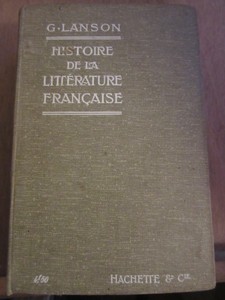 G. LANSON
HISTOIRE
DE LA
LITTÉRATURE
FRANÇAISE
HACHETTE & Cie